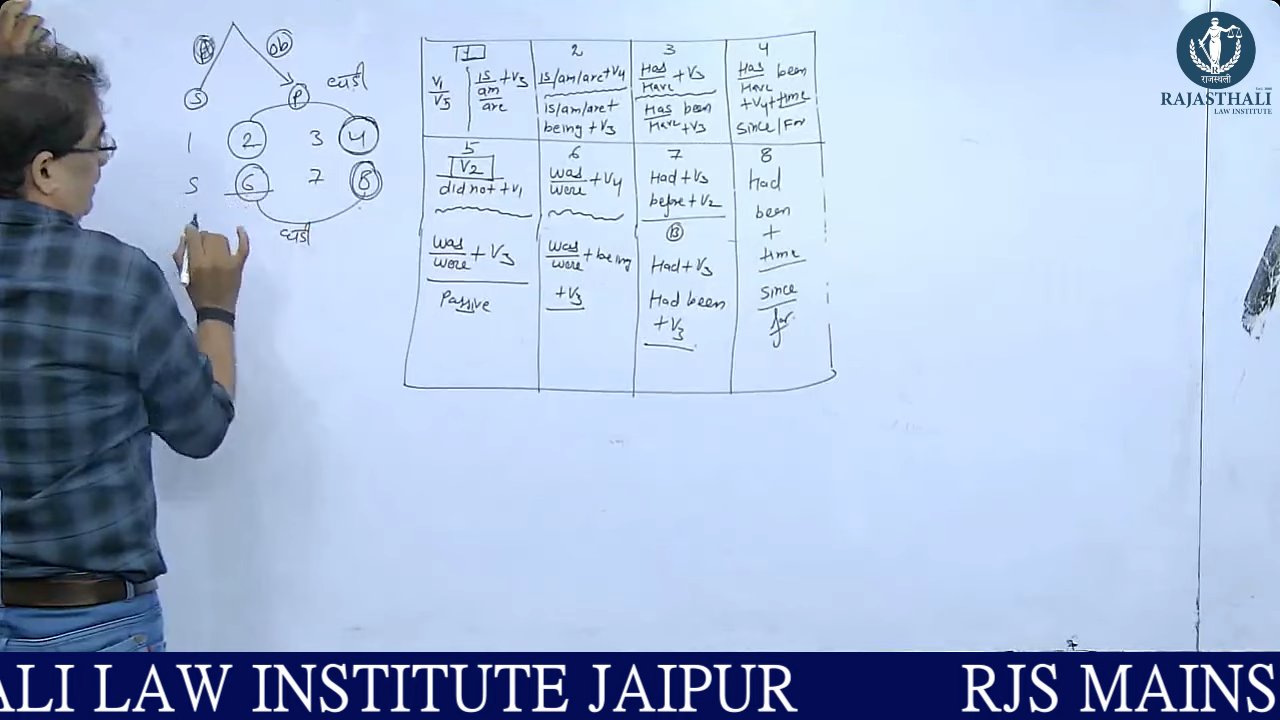 A
ob
S
P
घड़ी
1 2 3 4
5 6 7 8
घड़ी
1
V1
V5
is + V3
am
are
2
is/am/are+V4
is/am/are+
being + V3
3
Has + V3
Have
Has been
Have +V3
4
Has been
Have
+V4+time
Since/For
5
V2
did not + V1
was + V3
were
Passive
6
was + V4
were
was + being
were
+V3
7
Had + V3
before + V2
B
Had + V3
Had been
+ V3
8
had
been
+
time
since
for
राजस्थली
RAJASTHALI
LAW INSTITUTE
ALI LAW INSTITUTE JAIPUR RJS MAINS